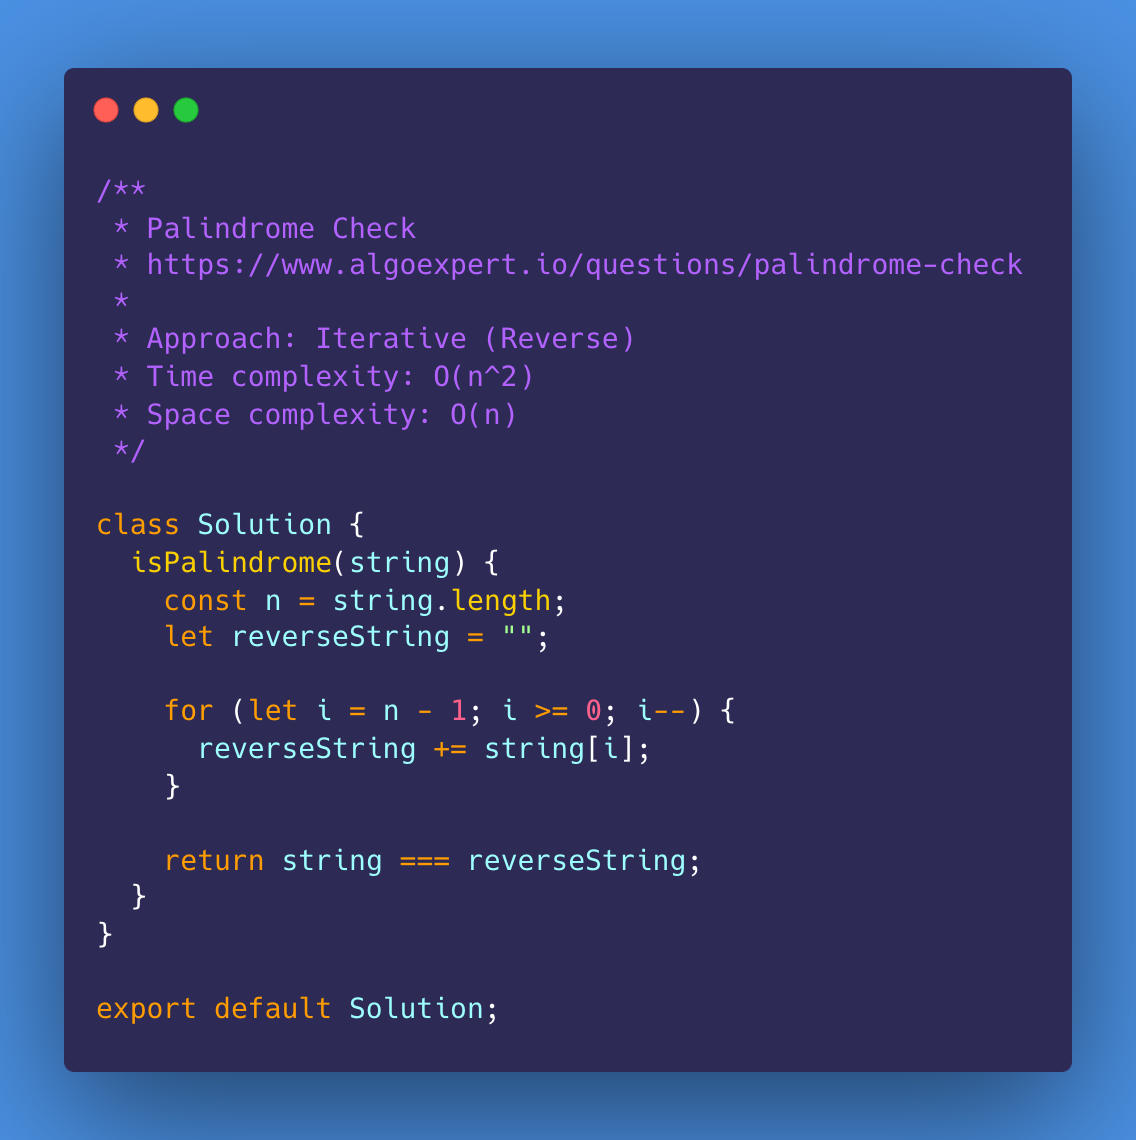 /**
 * Palindrome Check
 * https://www.algoexpert.io/questions/palindrome-check
 *
 * Approach: Iterative (Reverse)
 * Time complexity: O(n^2)
 * Space complexity: O(n)
 */
class Solution {
  isPalindrome(string) {
    const n = string.length;
    let reverseString = "";
    for (let i = n - 1; i >= 0; i--) {
      reverseString += string[i];
    }
    return string === reverseString;
  }
}
export default Solution;